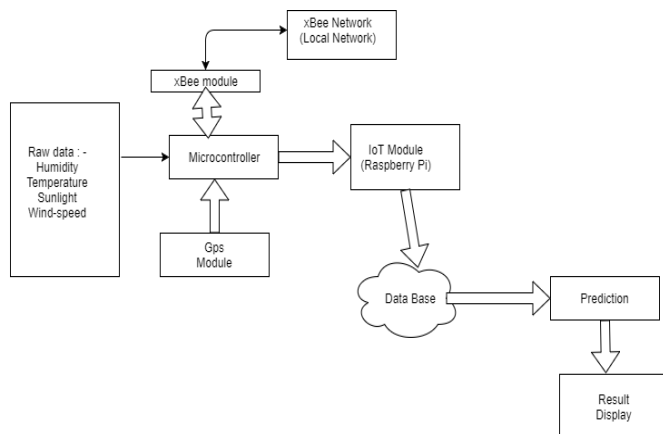 xBee Network
(Local Network)
xBee module
Raw data : -
Humidity
Temperature
Sunlight
Wind-speed
Microcontroller
IoT Module
(Raspberry Pi)
Gps
Module
Data Base
Prediction
Result
Display